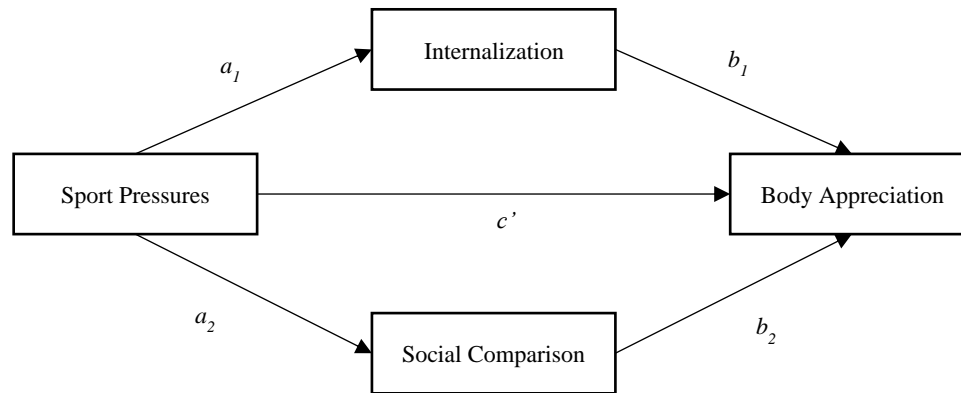 Internalization
a1
b1
Sport Pressures
Body Appreciation
c’
a2
b2
Social Comparison